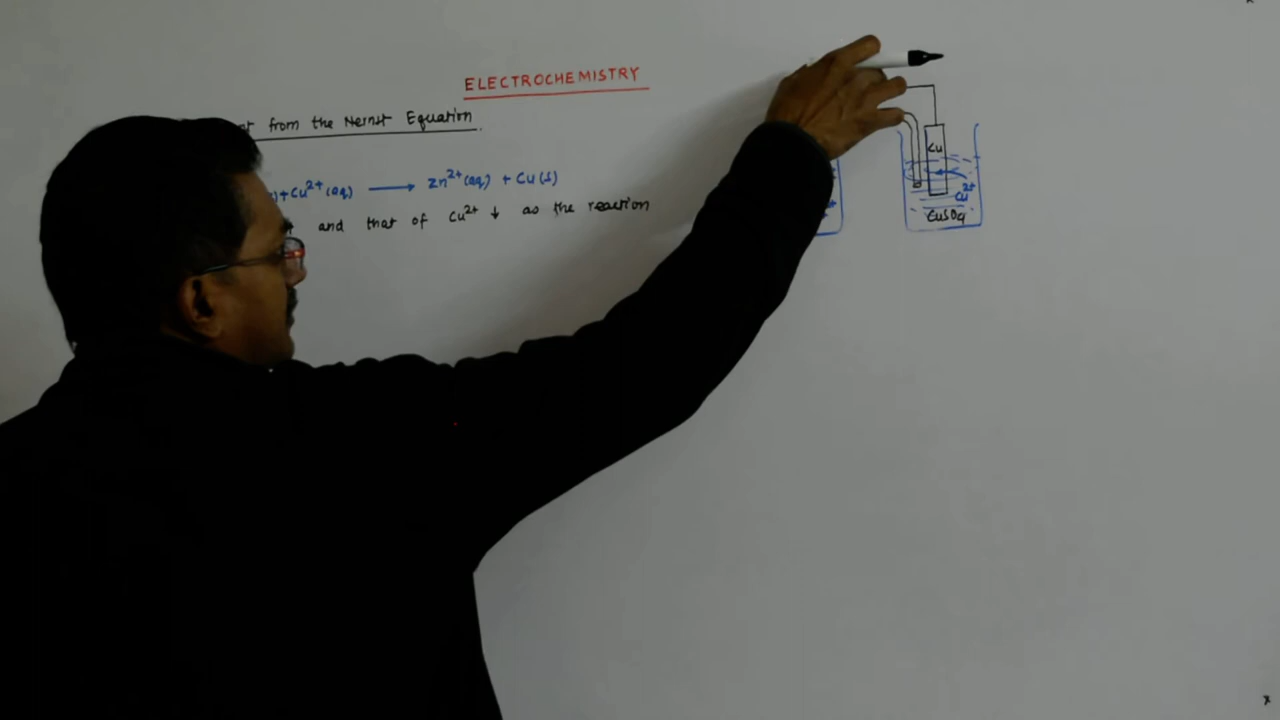 ELECTROCHEMISTRY
from the Nernst Equation.
+Cu²⁺(aq) ⟶ Zn²⁺(aq) + Cu(s)
and that of Cu²⁺ ↓ as the reaction
Cu
Cu²⁺
CuSO₄